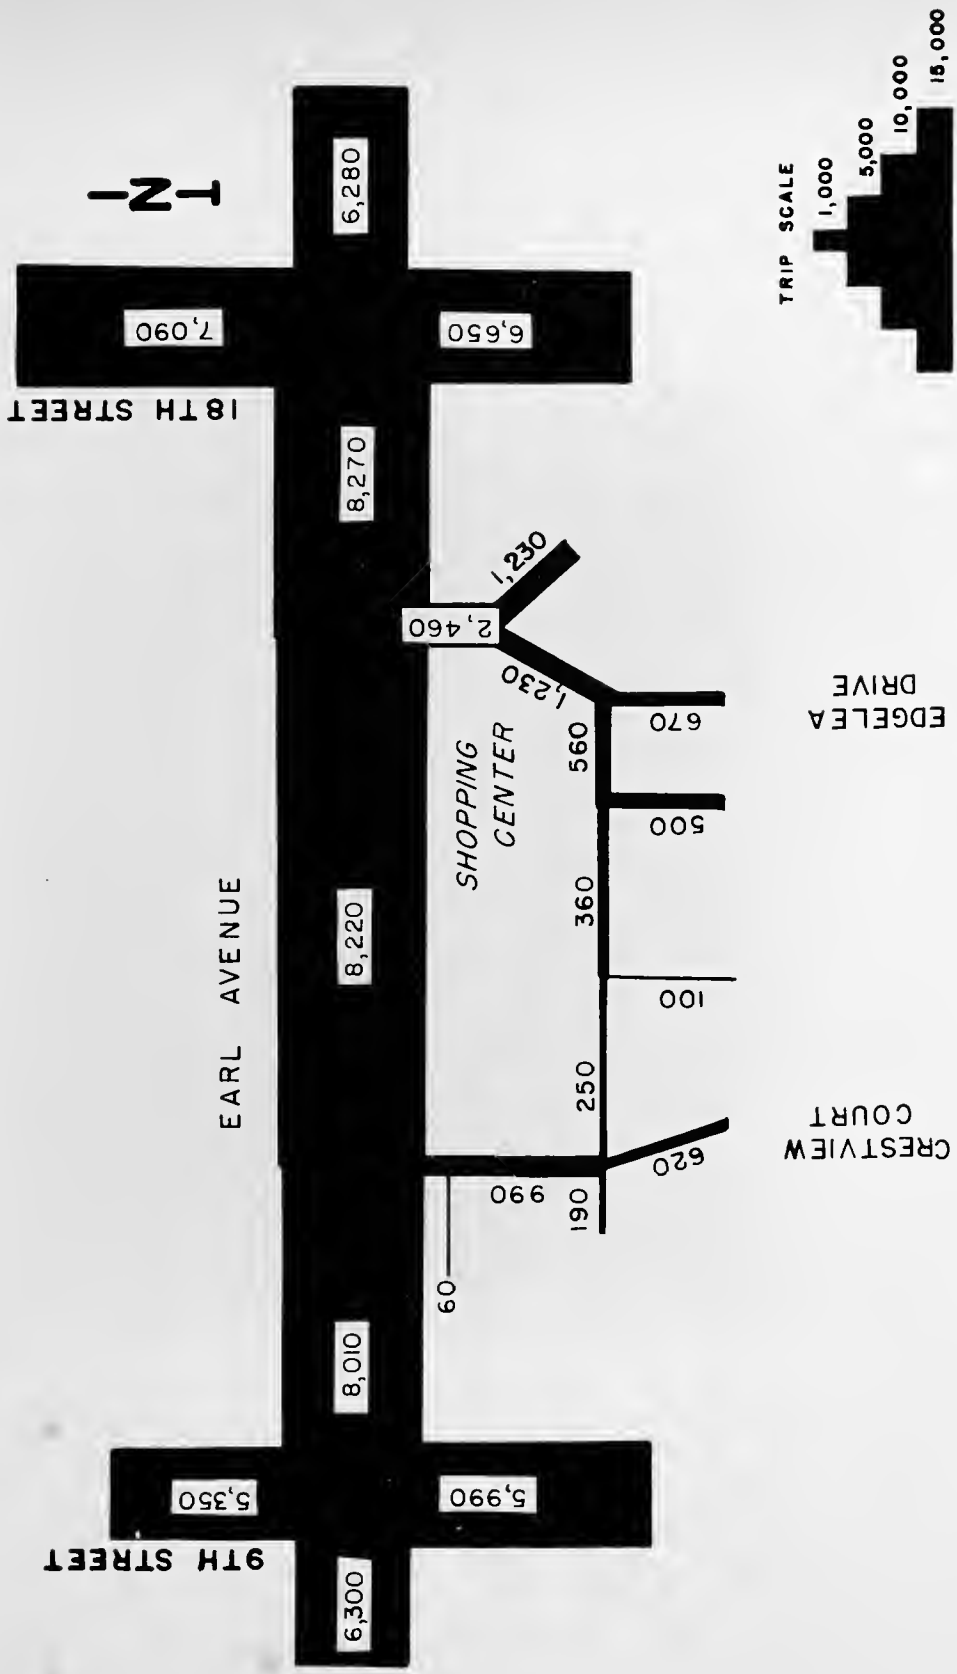 N
18TH STREET
7,090
6,280
6,650
8,270
EARL AVENUE
8,220
8,010
9TH STREET
5,350
5,990
6,300
2,460
1,230
1,230
SHOPPING
CENTER
560
670
500
360
100
250
620
190
990
60
EDGELEA
DRIVE
CRESTVIEW
COURT
TRIP SCALE
1,000
5,000
10,000
15,000